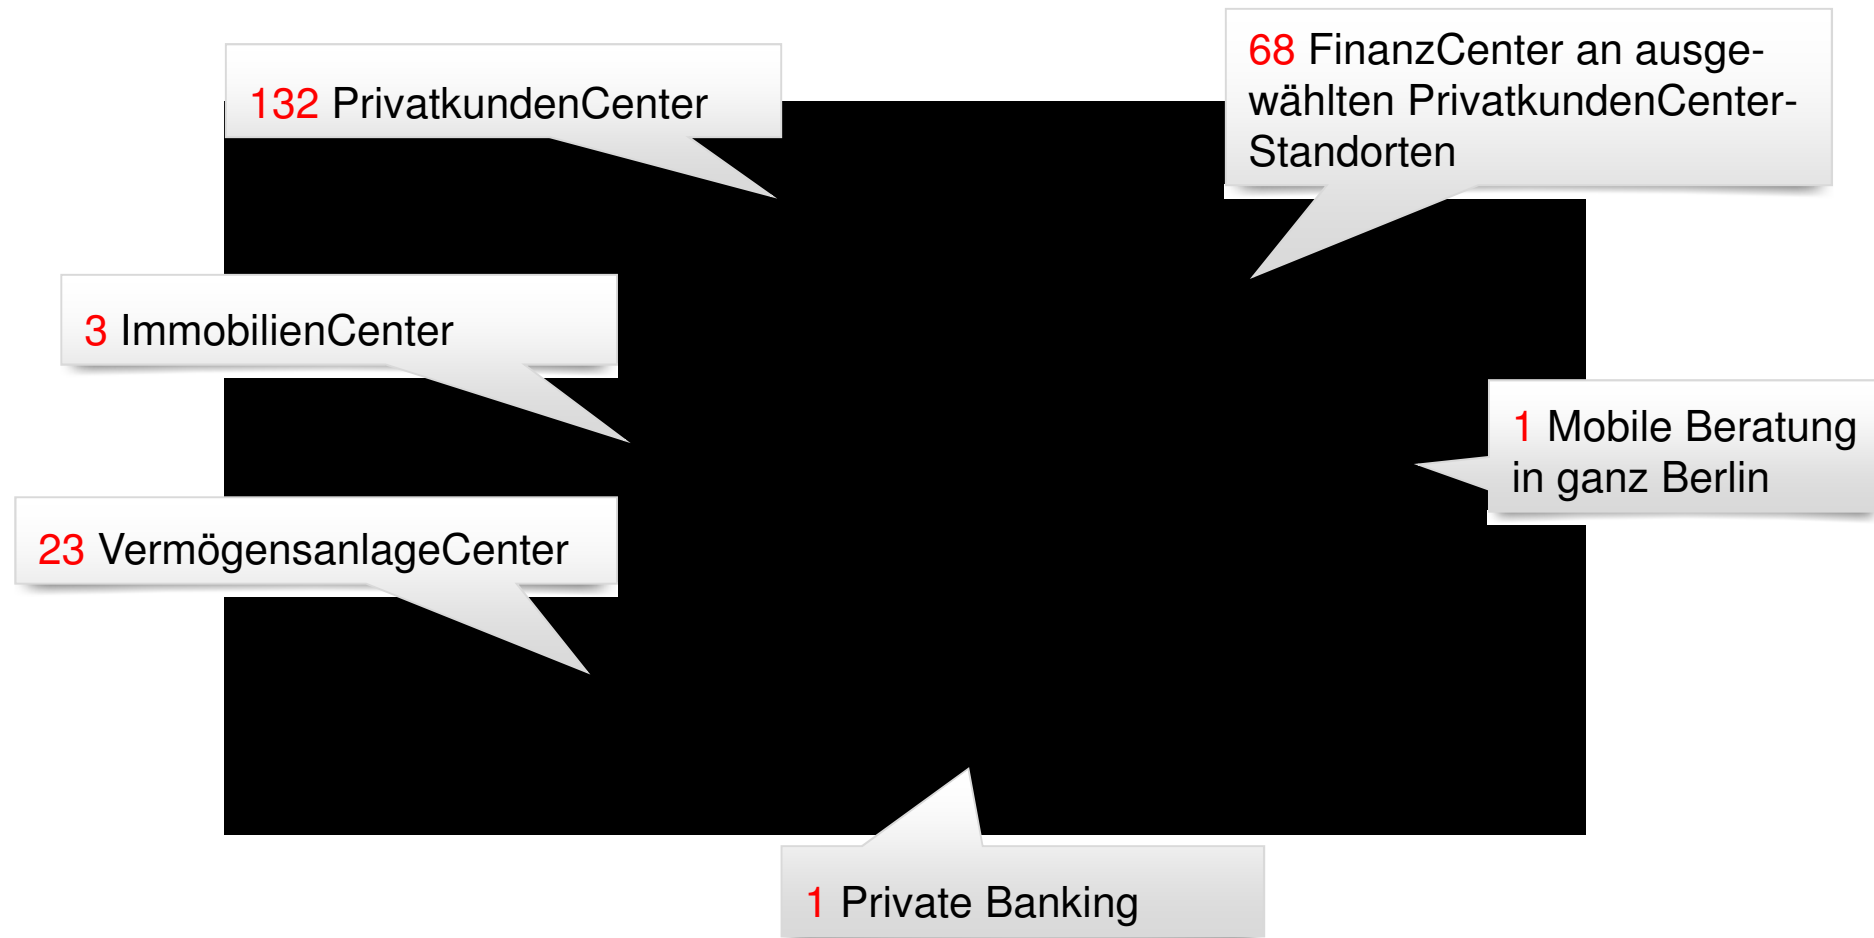 132 PrivatkundenCenter
68 FinanzCenter an ausge-
wählten PrivatkundenCenter-
Standorten
3 ImmobilienCenter
1 Mobile Beratung
in ganz Berlin
23 VermögensanlageCenter
1 Private Banking